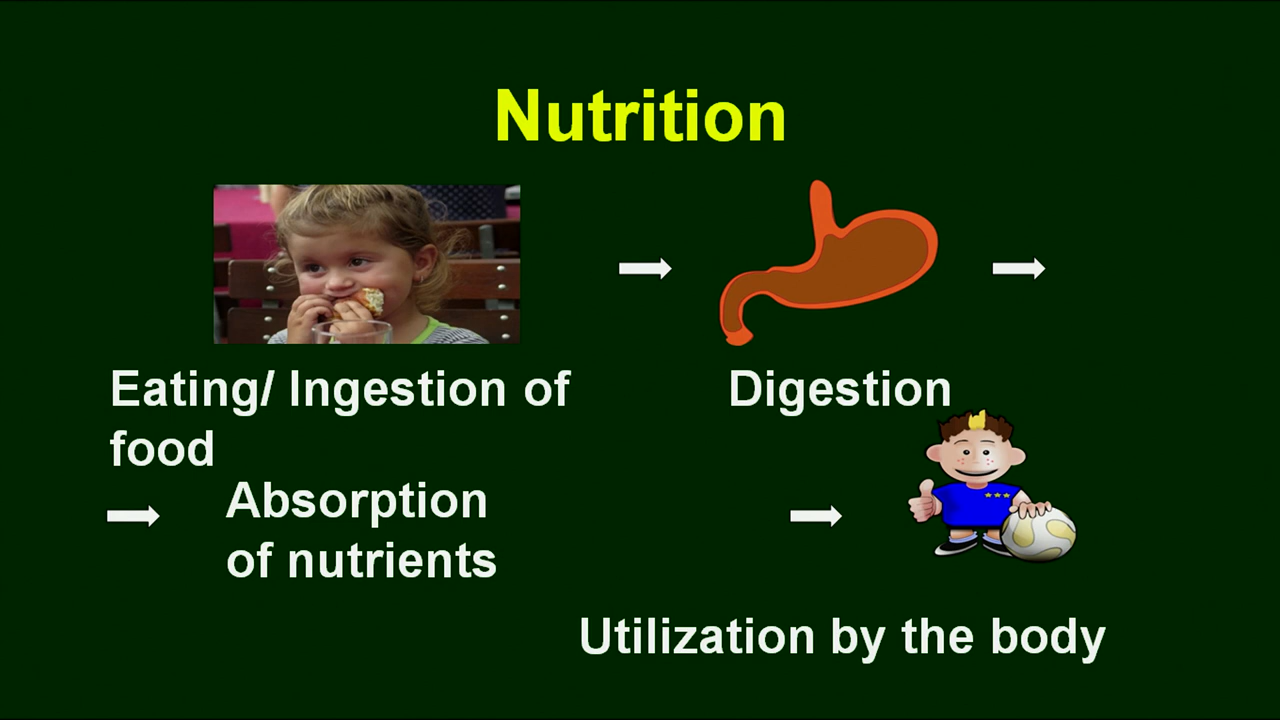 Nutrition
Eating/ Ingestion of
food
Digestion
Absorption
of nutrients
Utilization by the body